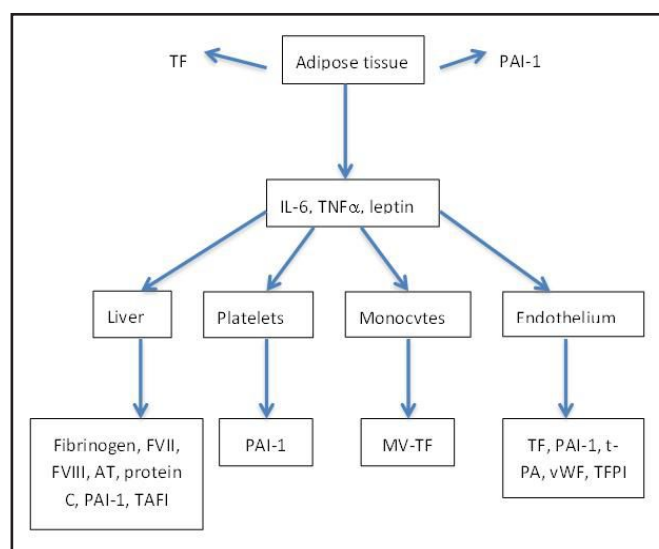 TF
Adipose tissue
PAI-1
IL-6, TNFα, leptin
Liver
Platelets
Monocytes
Endothelium
Fibrinogen, FVII,
FVIII, AT, protein
C, PAI-1, TAFI
PAI-1
MV-TF
TF, PAI-1, t-
PA, vWF, TFPI